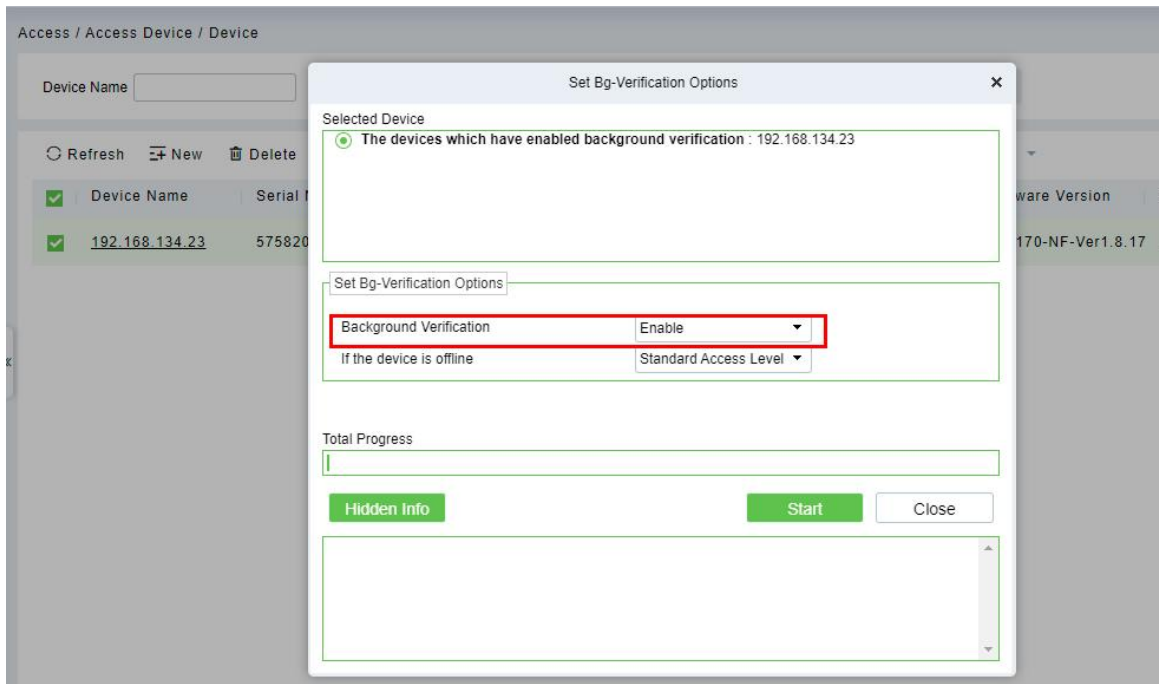 Access / Access Device / Device
Device Name
Set Bg-Verification Options
Selected Device
The devices which have enabled background verification : 192.168.134.23
Refresh New Delete
Device Name Serial ware Version
192.168.134.23 575820 170-NF-Ver1.8.17
Set Bg-Verification Options
Background Verification Enable
If the device is offline Standard Access Level
Total Progress
Hidden Info Start Close